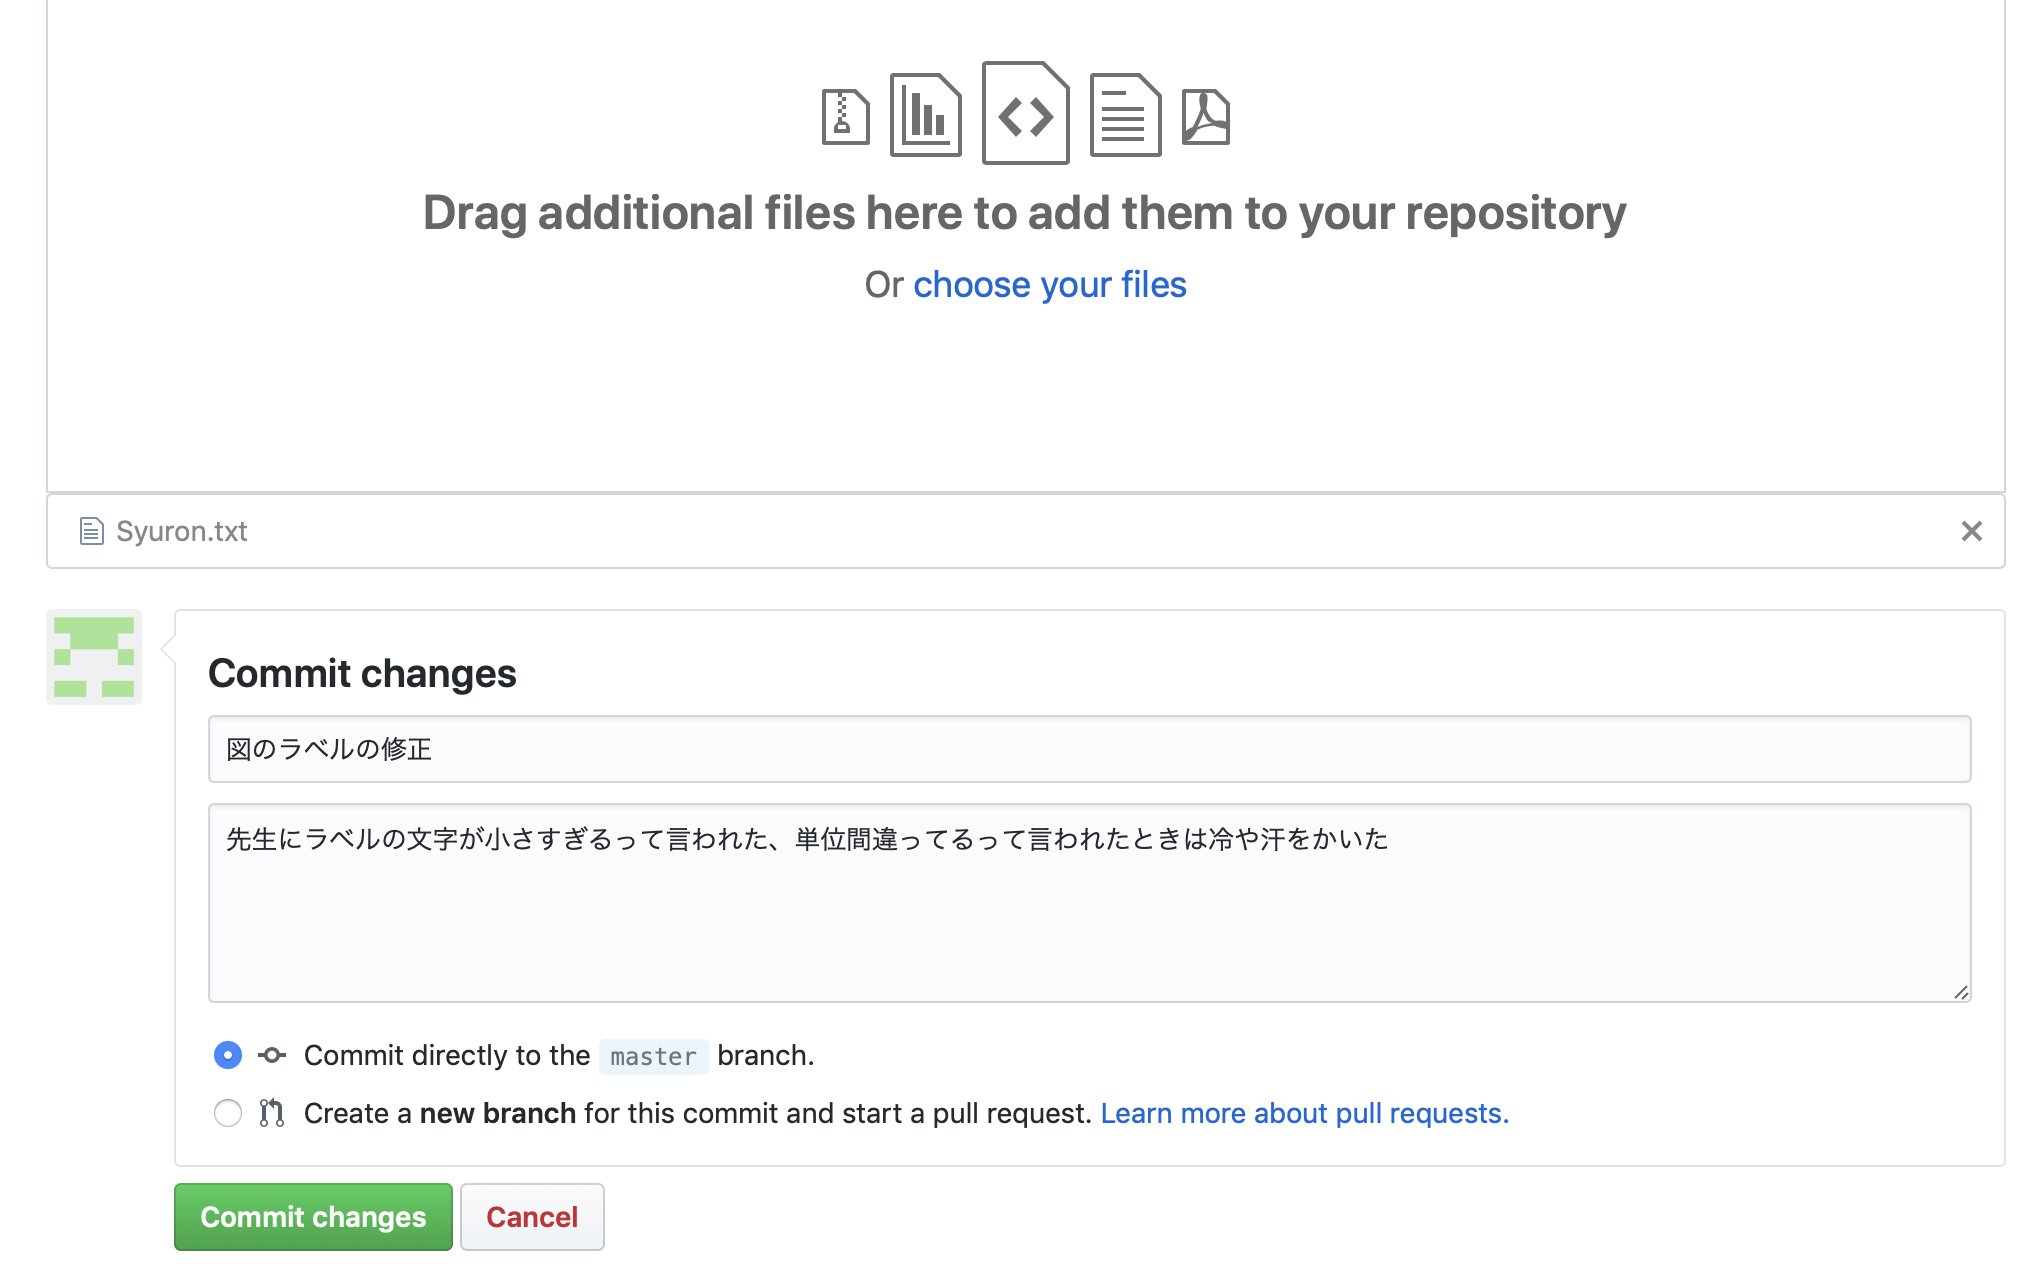 Drag additional files here to add them to your repository
Or choose your files
Syuron.txt
Commit changes
図のラベルの修正
先生にラベルの文字が小さすぎるって言われた、単位間違ってるって言われたときは冷や汗をかいた
Commit directly to the master branch.
Create a new branch for this commit and start a pull request. Learn more about pull requests.
Commit changes Cancel